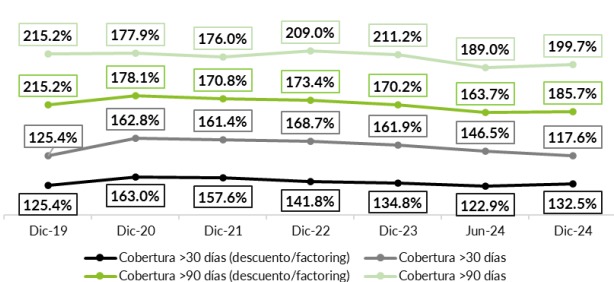 215.2% 177.9% 176.0% 209.0% 211.2% 189.0% 199.7%
215.2% 178.1% 170.8% 173.4% 170.2% 163.7% 185.7%
125.4% 162.8% 161.4% 168.7% 161.9% 146.5% 117.6%
125.4% 163.0% 157.6% 141.8% 134.8% 122.9% 132.5%
Dic-19 Dic-20 Dic-21 Dic-22 Dic-23 Jun-24 Dic-24
Cobertura >30 días (descuento/factoring) Cobertura >30 días
Cobertura >90 días (descuento/factoring) Cobertura >90 días